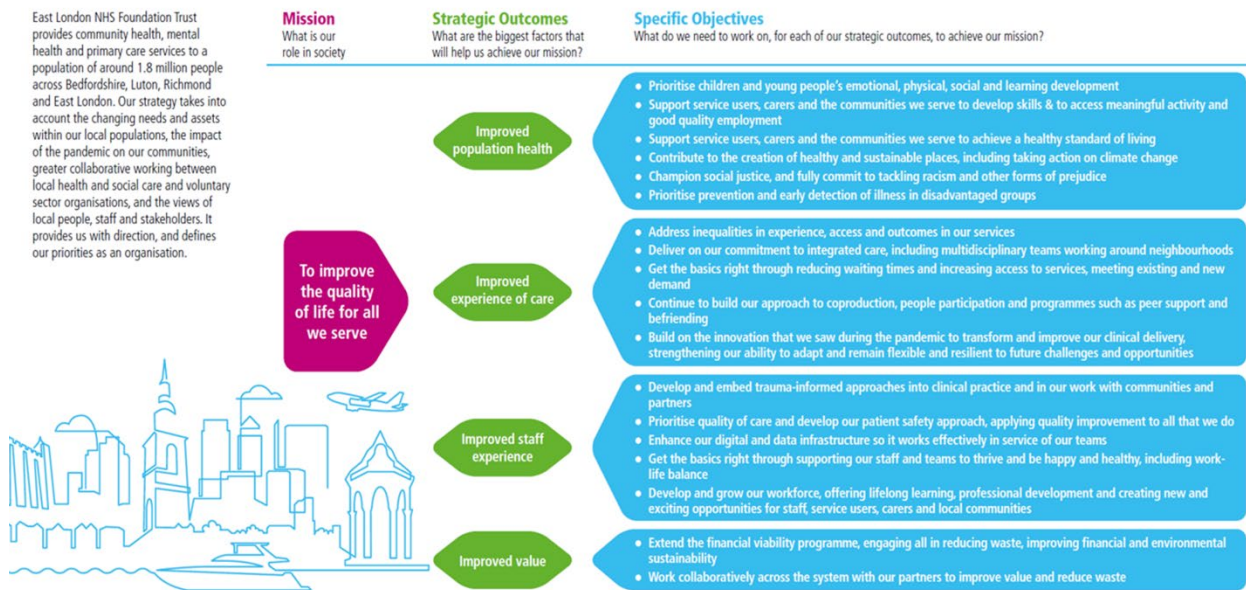 East London NHS Foundation Trust
provides community health, mental
health and primary care services to a
population of around 1.8 million people
across Bedfordshire, Luton, Richmond
and East London. Our strategy takes into
account the changing needs and assets
within our local populations, the impact
of the pandemic on our communities,
greater collaborative working between
local health and social care and voluntary
sector organisations, and the views of
local people, staff and stakeholders. It
provides us with direction, and defines
our priorities as an organisation.
Mission
What is our
role in society
To improve
the quality
of life for all
we serve
Strategic Outcomes
What are the biggest factors that
will help us achieve our mission?
Specific Objectives
What do we need to work on, for each of our strategic outcomes, to achieve our mission?
Improved
population health
• Prioritise children and young people's emotional, physical, social and learning development
• Support service users, carers and the communities we serve to develop skills & to access meaningful activity and
good quality employment
• Support service users, carers and the communities we serve to achieve a healthy standard of living
• Contribute to the creation of healthy and sustainable places, including taking action on climate change
• Champion social justice, and fully commit to tackling racism and other forms of prejudice
• Prioritise prevention and early detection of illness in disadvantaged groups
Improved
experience of care
• Address inequalities in experience, access and outcomes in our services
• Deliver on our commitment to integrated care, including multidisciplinary teams working around neighbourhoods
• Get the basics right through reducing waiting times and increasing access to services, meeting existing and new
demand
• Continue to build our approach to coproduction, people participation and programmes such as peer support and
befriending
• Build on the innovation that we saw during the pandemic to transform and improve our clinical delivery,
strengthening our ability to adapt and remain flexible and resilient to future challenges and opportunities
Improved staff
experience
• Develop and embed trauma-informed approaches into clinical practice and in our work with communities and
partners
• Prioritise quality of care and develop our patient safety approach, applying quality improvement to all that we do
• Enhance our digital and data infrastructure so it works effectively in service of our teams
• Get the basics right through supporting our staff and teams to thrive and be happy and healthy, including work-
life balance
• Develop and grow our workforce, offering lifelong learning, professional development and creating new and
exciting opportunities for staff, service users, carers and local communities
Improved value
• Extend the financial viability programme, engaging all in reducing waste, improving financial and environmental
sustainability
• Work collaboratively across the system with our partners to improve value and reduce waste